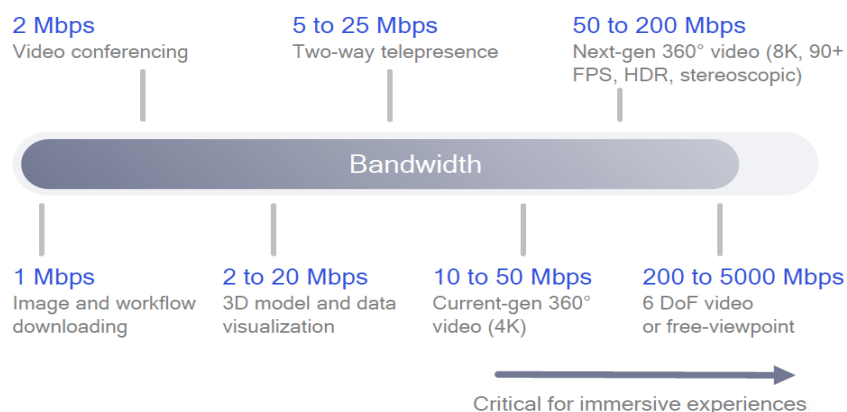 2 Mbps
Video conferencing
5 to 25 Mbps
Two-way telepresence
50 to 200 Mbps
Next-gen 360° video (8K, 90+
FPS, HDR, stereoscopic)
Bandwidth
1 Mbps
Image and workflow
downloading
2 to 20 Mbps
3D model and data
visualization
10 to 50 Mbps
Current-gen 360°
video (4K)
200 to 5000 Mbps
6 DoF video
or free-viewpoint
Critical for immersive experiences